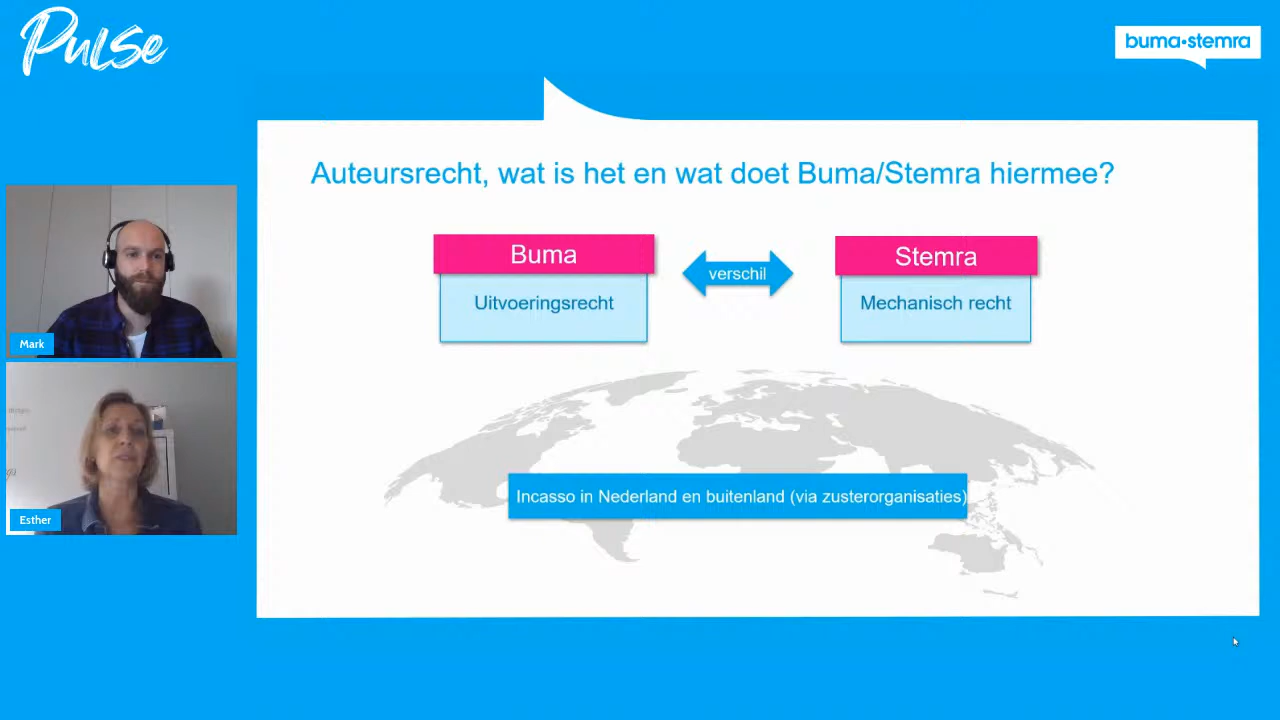 Pulse
buma•stemra
Auteursrecht, wat is het en wat doet Buma/Stemra hiermee?
Buma
verschil
Stemra
Uitvoeringsrecht
Mechanisch recht
Mark
Incasso in Nederland en buitenland (via zusterorganisaties)
Esther